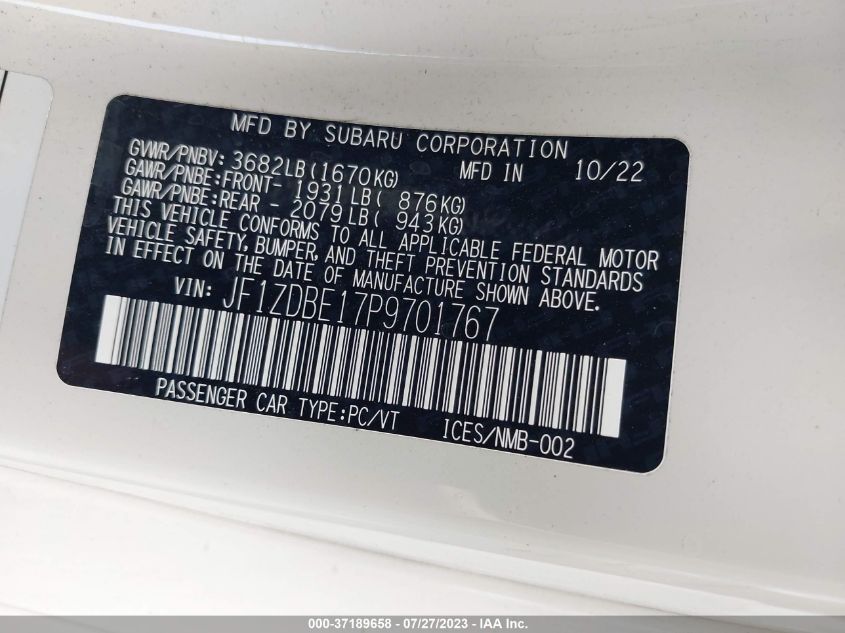 MFD BY SUBARU CORPORATION
GVWR/PNBV: 3682LB(1670KG) MFD IN 10/22
GAWR/PNBE:FRONT- 1931LB( 876KG)
GAWR/PNBE:REAR - 2079LB( 943KG)
THIS VEHICLE CONFORMS TO ALL APPLICABLE FEDERAL MOTOR
VEHICLE SAFETY, BUMPER, AND THEFT PREVENTION STANDARDS
IN EFFECT ON THE DATE OF MANUFACTURE SHOWN ABOVE.
VIN: JF1ZDBE17P9701767
PASSENGER CAR TYPE:PC/VT ICES/NMB-002
000-37189658 / 07/27/2023 - IAA Inc.